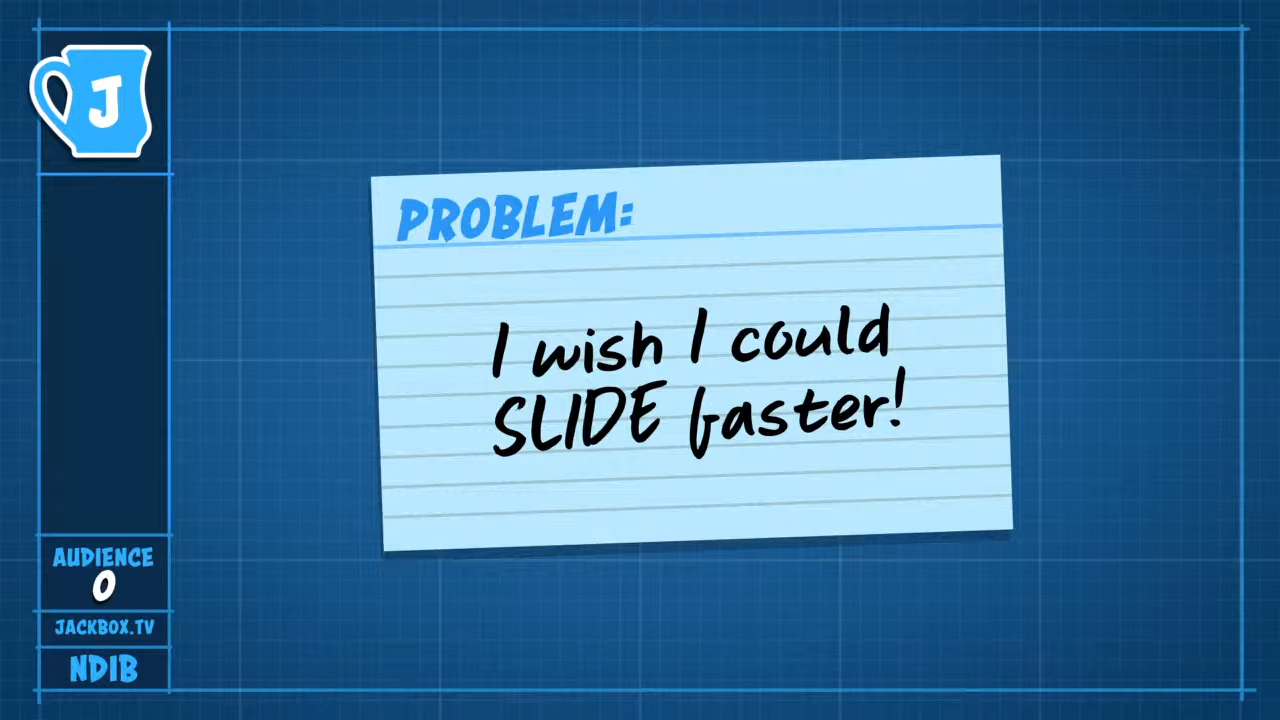 J
PROBLEM:
I wish I could
SLIDE faster!
AUDIENCE
0
JACKBOX.TV
NDIB